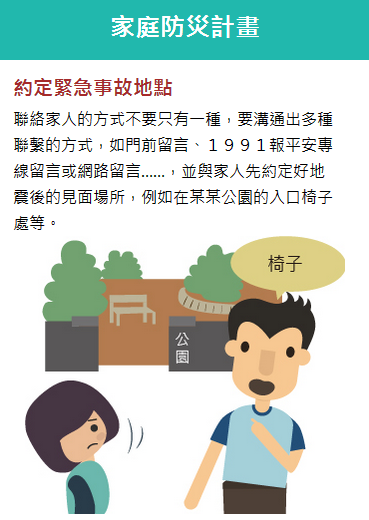 家庭防災計畫
約定緊急事故地點
聯絡家人的方式不要只有一種，要溝通出多種
聯繫的方式，如門前留言、１９９１報平安專
線留言或網路留言......，並與家人先約定好地
震後的見面場所，例如在某某公園的入口椅子
處等。
椅子
公
園